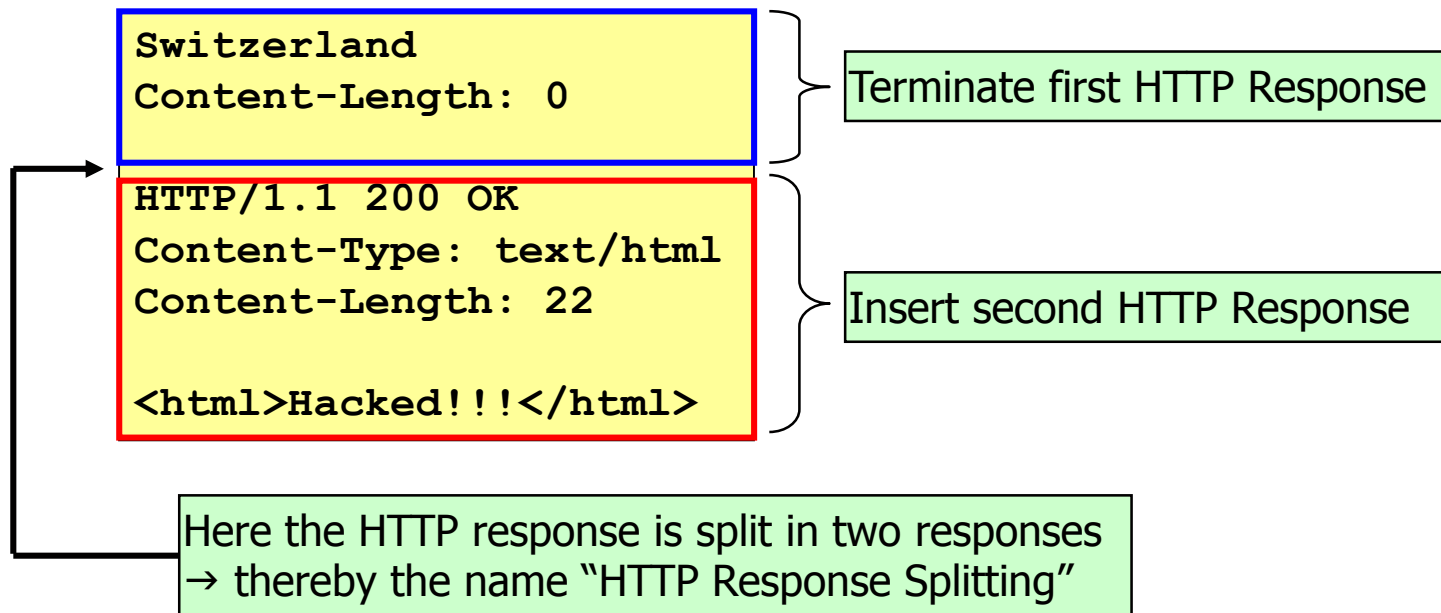 Switzerland
Content-Length: 0
Terminate first HTTP Response
HTTP/1.1 200 OK
Content-Type: text/html
Content-Length: 22
<html>Hacked!!!</html>
Insert second HTTP Response
Here the HTTP response is split in two responses
→ thereby the name “HTTP Response Splitting”